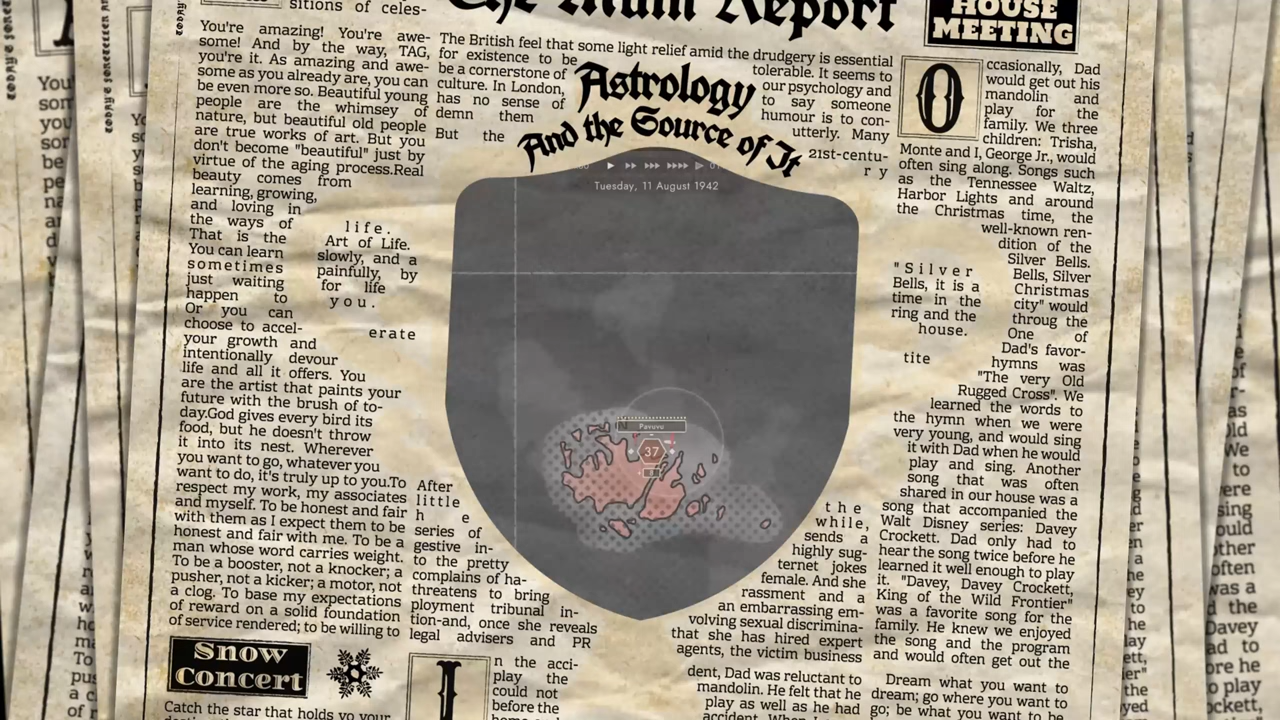 The Mum Report
HOUSE
MEETING
sitions of celes-
You're amazing! You're awe-
some! And by the way, TAG,
you're it. As amazing and awe-
some as you already are, you can
be even more so. Beautiful young
people are the whimsey of
nature, but beautiful old people
are true works of art. But you
don't become "beautiful" just by
virtue of the aging process.Real
beauty comes from
learning, growing,
and loving in
the ways of
That is the
You can learn
sometimes
just waiting
happen to
Or you can
choose to accel-
your growth and
intentionally devour
life and all it offers. You
are the artist that paints your
future with the brush of to-
day.God gives every bird its
food, but he doesn't throw
it into its nest. Wherever
you want to go, whatever you
want to do, it's truly up to you.To
respect my work, my associates
and myself. To be honest and fair
with them as I expect them to be
honest and fair with me. To be a
man whose word carries weight.
To be a booster, not a knocker; a
pusher, not a kicker; a motor, not
a clog. To base my expectations
of reward on a solid foundation
of service rendered; to be willing to
life.
Art of Life.
slowly, and a
painfully, by
for life
you.
erate
Snow
Concert
Catch the star that holds yo your
The British feel that some light relief amid the drudgery is essential
for existence to be
be a cornerstone of
culture. In London,
has no sense of
demn them
But the
tolerable. It seems to
our psychology and
to say someone
humour is to con-
utterly. Many
21st-centu-
ry
Astrology
And the Source of It
Tuesday, 11 August 1942
Pavuvu
37
After
little
h e
series of
gestive in-
to the pretty
complains of ha-
threatens to bring
ployment tribunal in-
tion-and, once she reveals
legal advisers and PR
the
while,
sends a
highly sug-
ternet jokes
female. And she
rassment and a
an embarrassing em-
volving sexual discrimina-
that she has hired expert
agents, the victim business
I
n the acci-
play the
could not
before the
dent, Dad was reluctant to
mandolin. He felt that he
play as well as he had
O
ccasionally, Dad
would get out his
mandolin and
play for the
family. We three
children: Trisha,
Monte and I, George Jr., would
often sing along. Songs such
as the Tennessee Waltz,
Harbor Lights and around
the Christmas time, the
well-known ren-
dition of the
Silver Bells.
"Silver
Bells, it is a
time in the
ring and the
house.
Bells, Silver
Christmas
city" would
throug the
One of
tite
Dad's favor-
hymns was
"The very Old
Rugged Cross". We
learned the words to
the hymn when we were
very young, and would sing
it with Dad when he would
play and sing. Another
song that was often
shared in our house was a
song that accompanied the
Walt Disney series: Davey
Crockett. Dad only had to
hear the song twice before he
learned it well enough to play
it. "Davey, Davey Crockett,
King of the Wild Frontier"
was a favorite song for the
family. He knew we enjoyed
the song and the program
and would often get out the
Dream what you want to
dream; go where you want to
go; be what you want to be